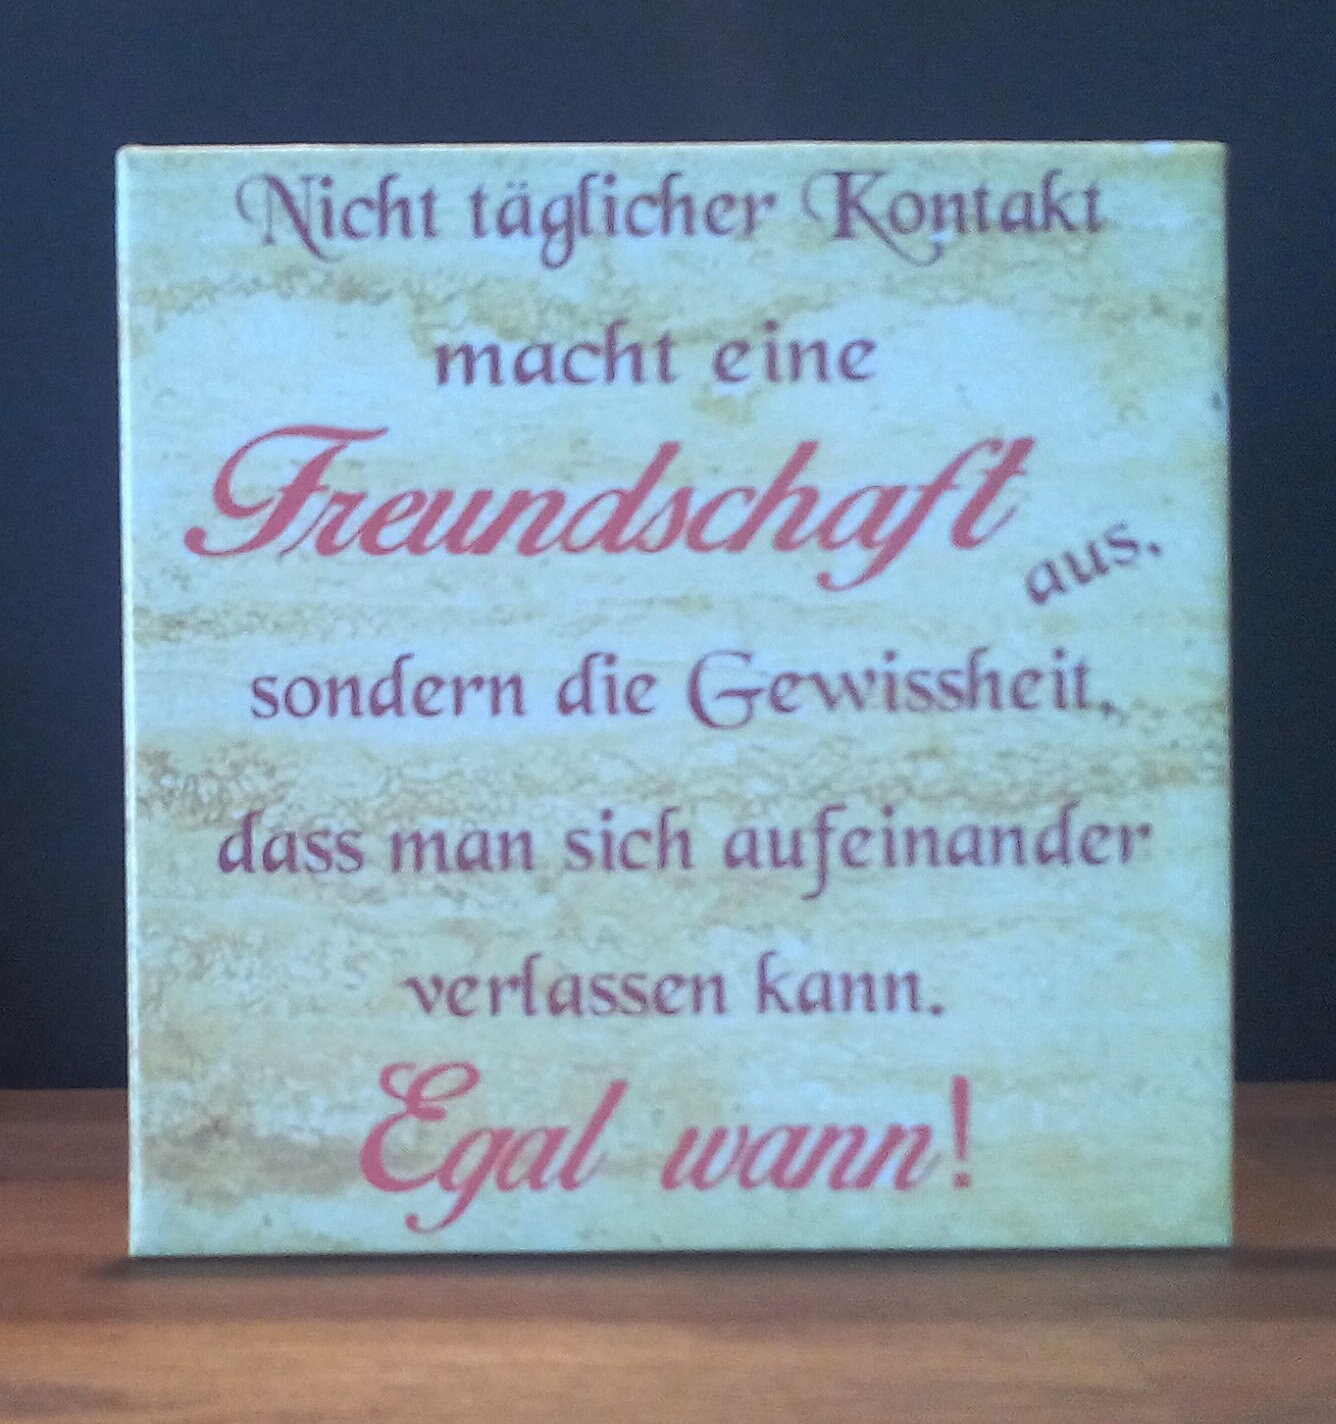 Nicht täglicher Kontakt
macht eine
Freundschaft
aus.
sondern die Gewissheit,
dass man sich aufeinander
verlassen kann.
Egal wann!